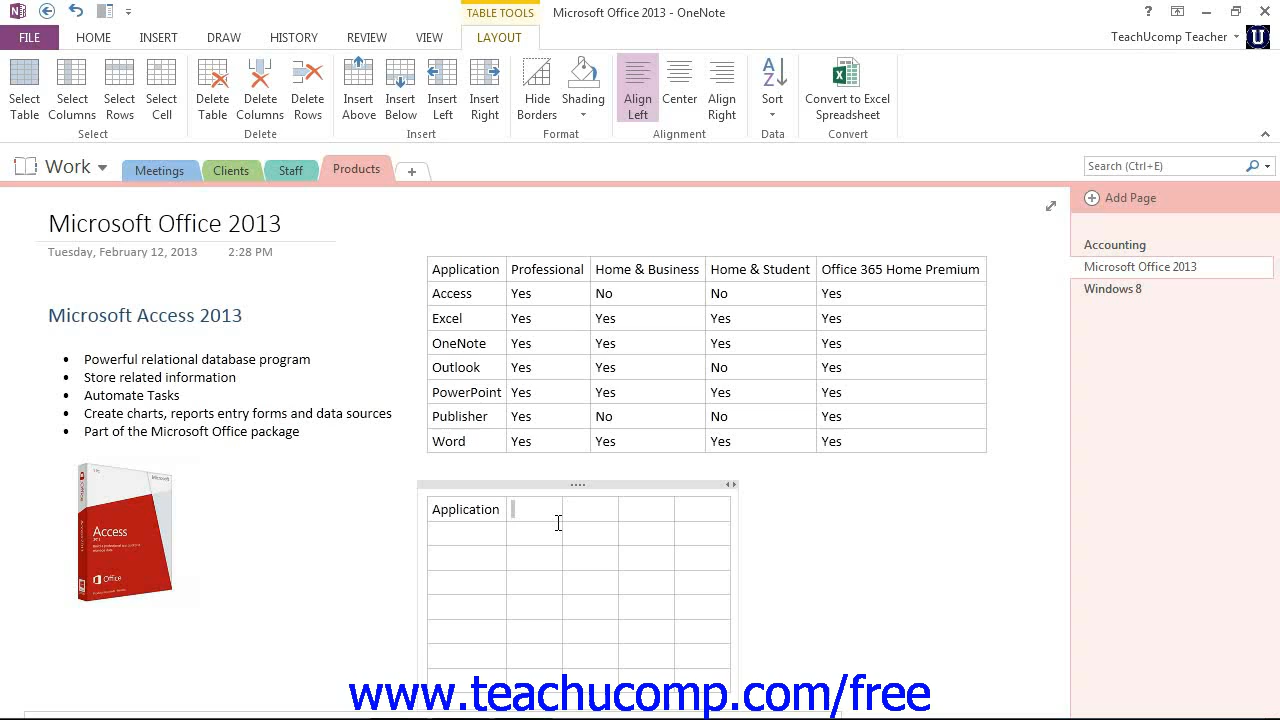 TABLE TOOLS
Microsoft Office 2013 - OneNote
?
FILE HOME INSERT DRAW HISTORY REVIEW VIEW LAYOUT
TeachUcomp Teacher
U
Select Table
Select Columns
Select Rows
Select Cell
Select
Delete Table
Delete Columns
Delete Rows
Delete
Insert Above
Insert Below
Insert Left
Insert Right
Insert
Hide Borders
Shading
Format
Align Left
Center
Align Right
Alignment
A Z
Sort
Data
Convert to Excel Spreadsheet
Convert
Work
Meetings
Clients
Staff
Products
+
Search (Ctrl+E)
Add Page
Accounting
Microsoft Office 2013
Windows 8
Microsoft Office 2013
Tuesday, February 12, 2013 2:28 PM
Microsoft Access 2013
• Powerful relational database program
• Store related information
• Automate Tasks
• Create charts, reports entry forms and data sources
• Part of the Microsoft Office package
Microsoft
Access
Office
Application Professional Home & Business Home & Student Office 365 Home Premium
Access Yes No No Yes
Excel Yes Yes Yes Yes
OneNote Yes Yes Yes Yes
Outlook Yes Yes No Yes
PowerPoint Yes Yes Yes Yes
Publisher Yes No No Yes
Word Yes Yes Yes Yes
Application
www.teachucomp.com/free